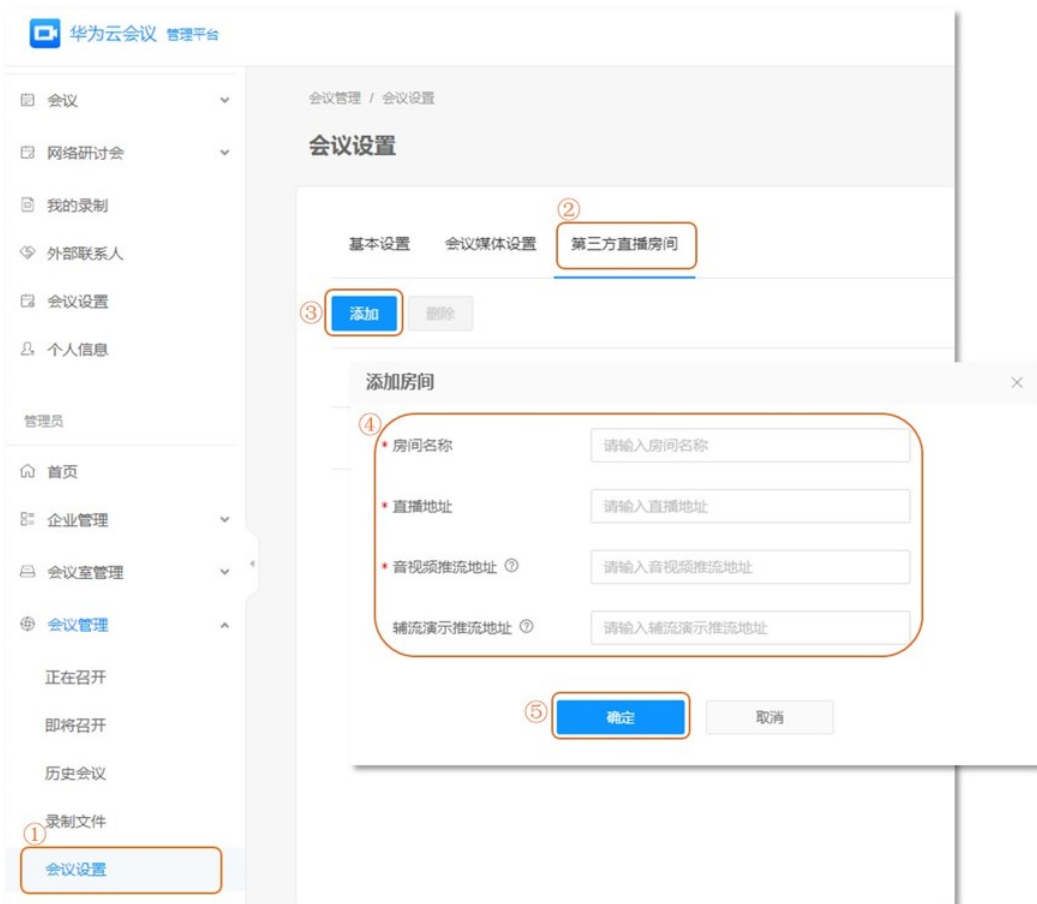 华为云会议 管理平台
会议
网络研讨会
我的录制
外部联系人
会议设置
个人信息
管理员
首页
企业管理
会议室管理
会议管理
正在召开
即将召开
历史会议
录制文件
①
会议设置
会议管理 / 会议设置
会议设置
②
基本设置 会议媒体设置 第三方直播房间
③ 添加 删除
添加房间
④
* 房间名称 请输入房间名称
* 直播地址 请输入直播地址
* 音视频推流地址 请输入音视频推流地址
辅流演示推流地址 请输入辅流演示推流地址
⑤ 确定 取消